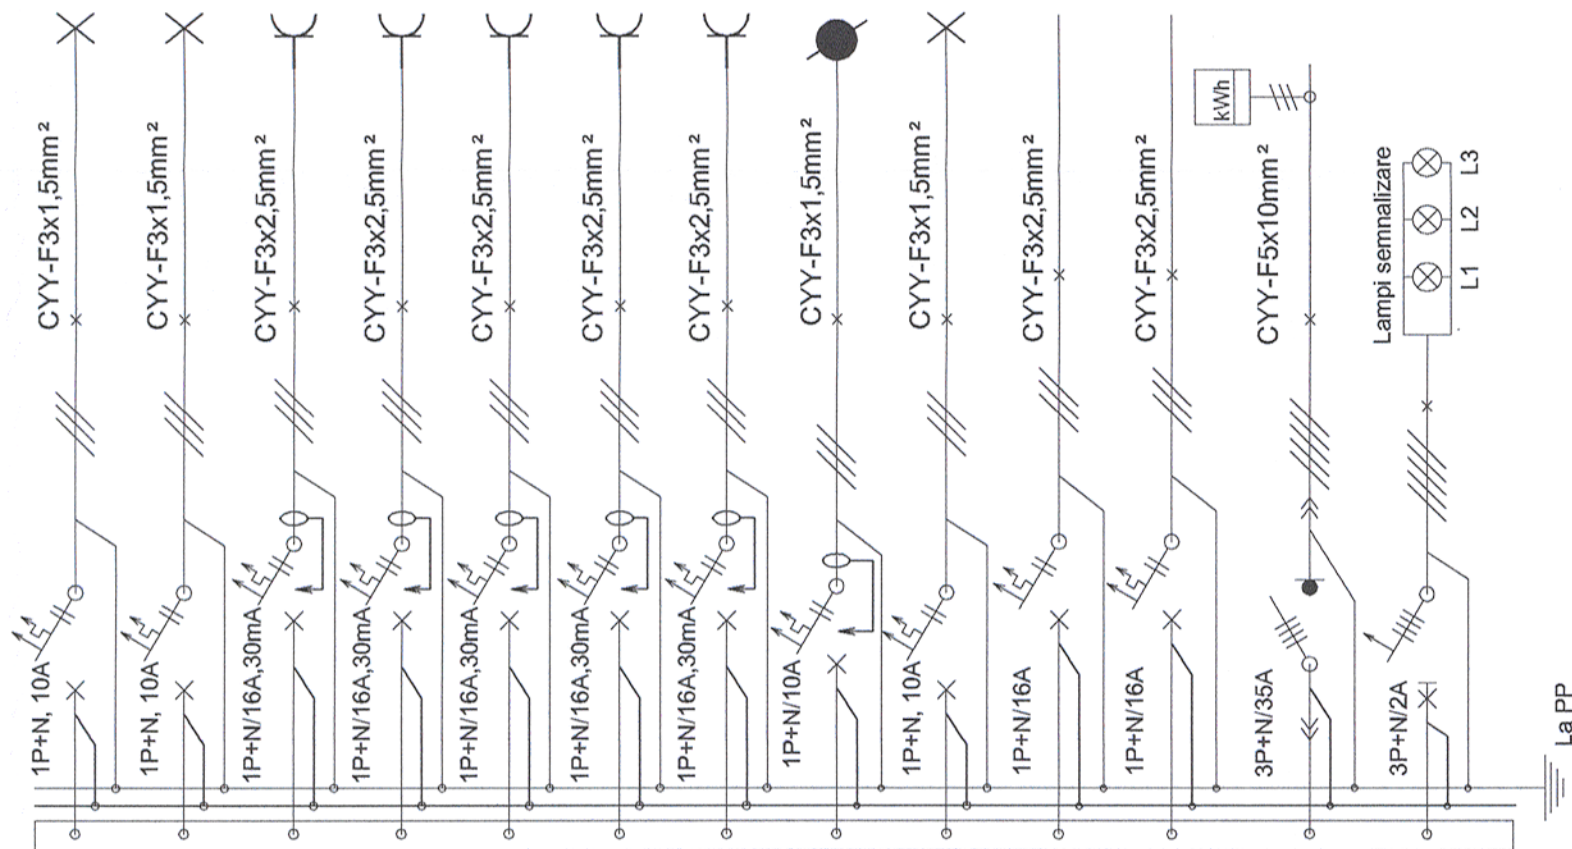 CYY-F3x1,5mm²
1P+N, 10A
CYY-F3x1,5mm²
1P+N, 10A
CYY-F3x2,5mm²
1P+N/16A,30mA
CYY-F3x2,5mm²
1P+N/16A,30mA
CYY-F3x2,5mm²
1P+N/16A,30mA
CYY-F3x2,5mm²
1P+N/16A,30mA
CYY-F3x2,5mm²
1P+N/16A,30mA
CYY-F3x1,5mm²
1P+N/10A
CYY-F3x1,5mm²
1P+N, 10A
CYY-F3x2,5mm²
1P+N/16A
CYY-F3x2,5mm²
1P+N/16A
kWh
CYY-F5x10mm²
3P+N/35A
Lampi semnalizare
L1 L2 L3
3P+N/2A
La PP